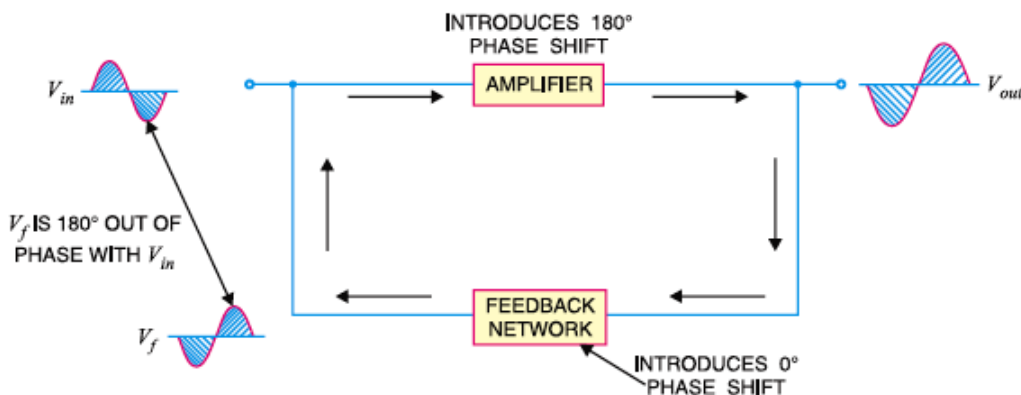 INTRODUCES 180°
PHASE SHIFT
AMPLIFIER
V_in
V_out
V_f IS 180° OUT OF
PHASE WITH V_in
V_f
FEEDBACK
NETWORK
INTRODUCES 0°
PHASE SHIFT